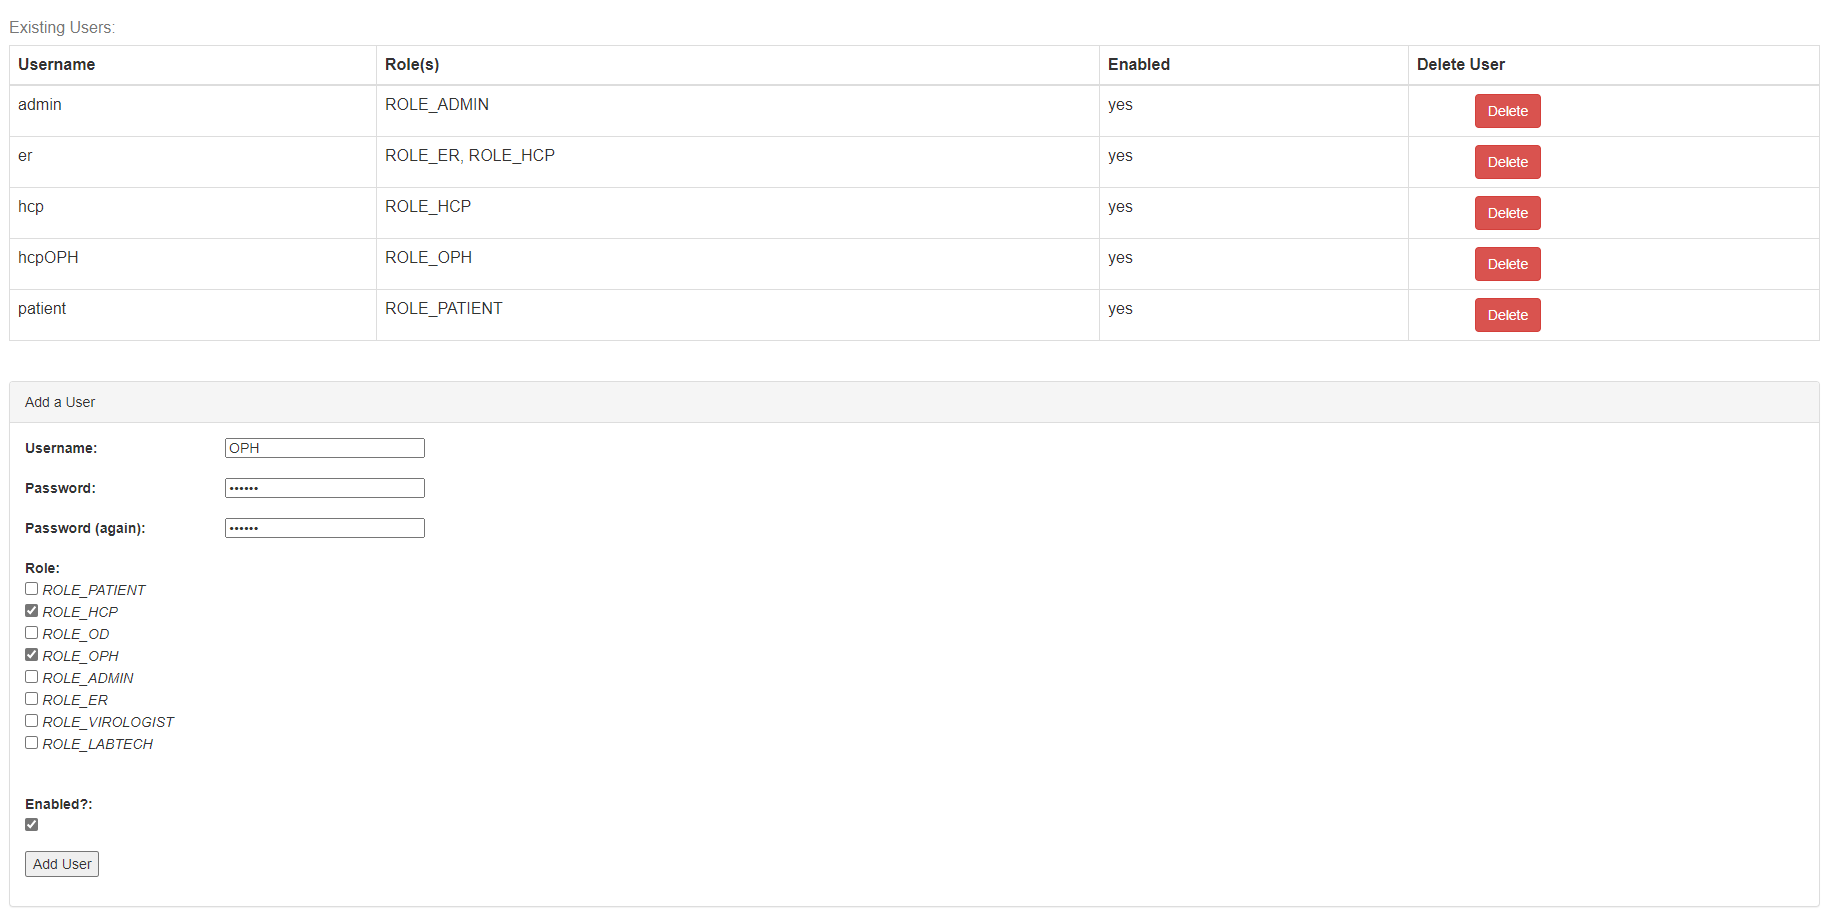 Existing Users:
Username Role(s) Enabled Delete User
admin ROLE_ADMIN yes Delete
er ROLE_ER, ROLE_HCP yes Delete
hcp ROLE_HCP yes Delete
hcpOPH ROLE_OPH yes Delete
patient ROLE_PATIENT yes Delete
Add a User
Username: OPH
Password: ••••••
Password (again): ••••••
Role:
ROLE_PATIENT
ROLE_HCP
ROLE_OD
ROLE_OPH
ROLE_ADMIN
ROLE_ER
ROLE_VIROLOGIST
ROLE_LABTECH
Enabled?:
Add User